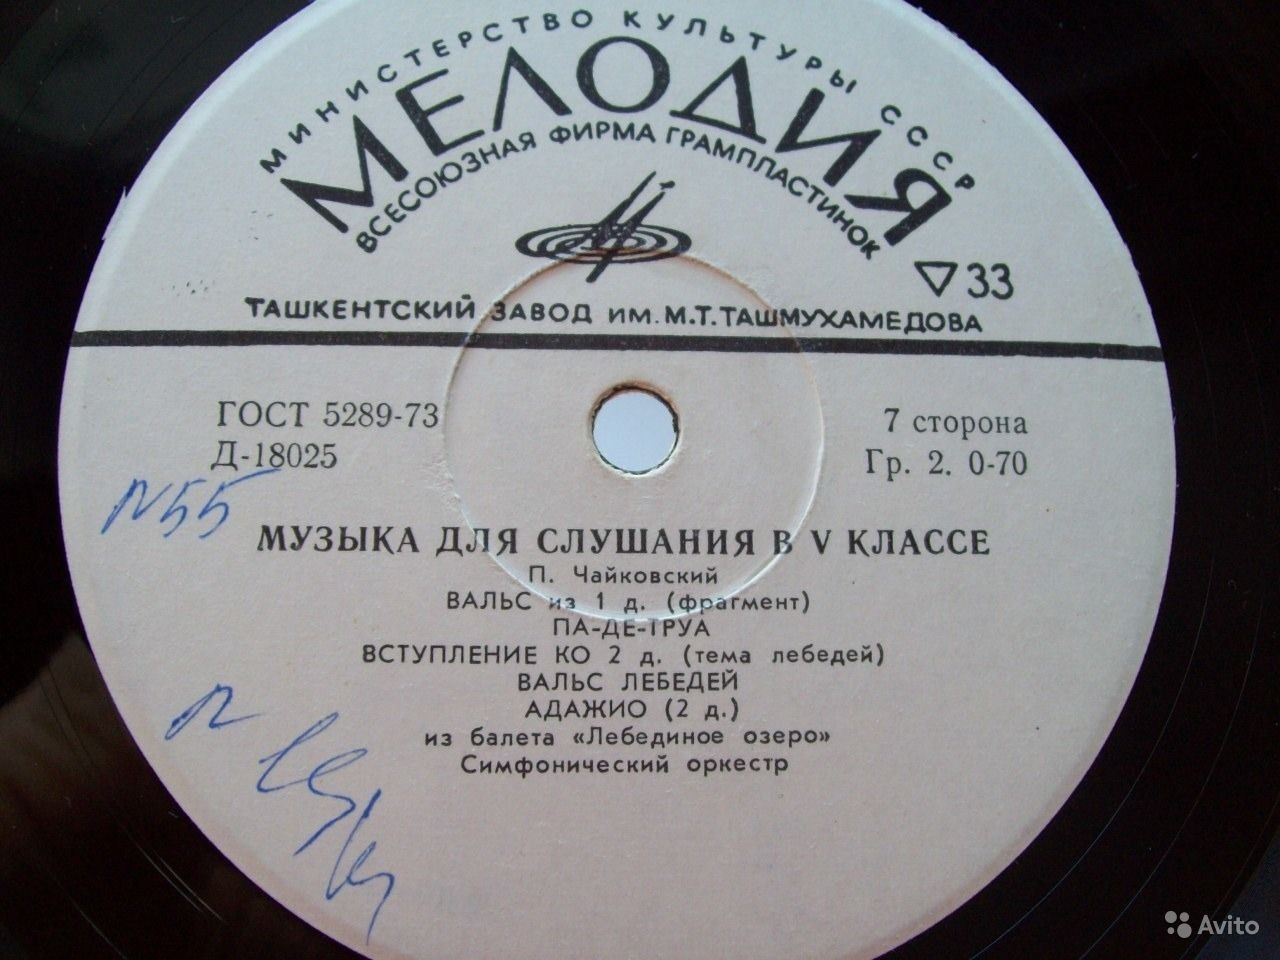 МИНИСТЕРСТВО КУЛЬТУРЫ СССР
МЕЛОДИЯ
ВСЕСОЮЗНАЯ ФИРМА ГРАМПЛАСТИНОК
▽33
ТАШКЕНТСКИЙ ЗАВОД ИМ. М.Т.ТАШМУХАМЕДОВА
ГОСТ 5289-73
7 сторона
Д-18025
Гр. 2. 0-70
N55
МУЗЫКА ДЛЯ СЛУШАНИЯ В V КЛАССЕ
П. Чайковский
ВАЛЬС из 1 д. (фрагмент)
ПА-ДЕ-ТРУА
ВСТУПЛЕНИЕ КО 2 д. (тема лебедей)
ВАЛЬС ЛЕБЕДЕЙ
АДАЖИО (2 д.)
из балета «Лебединое озеро»
Симфонический оркестр
Avito